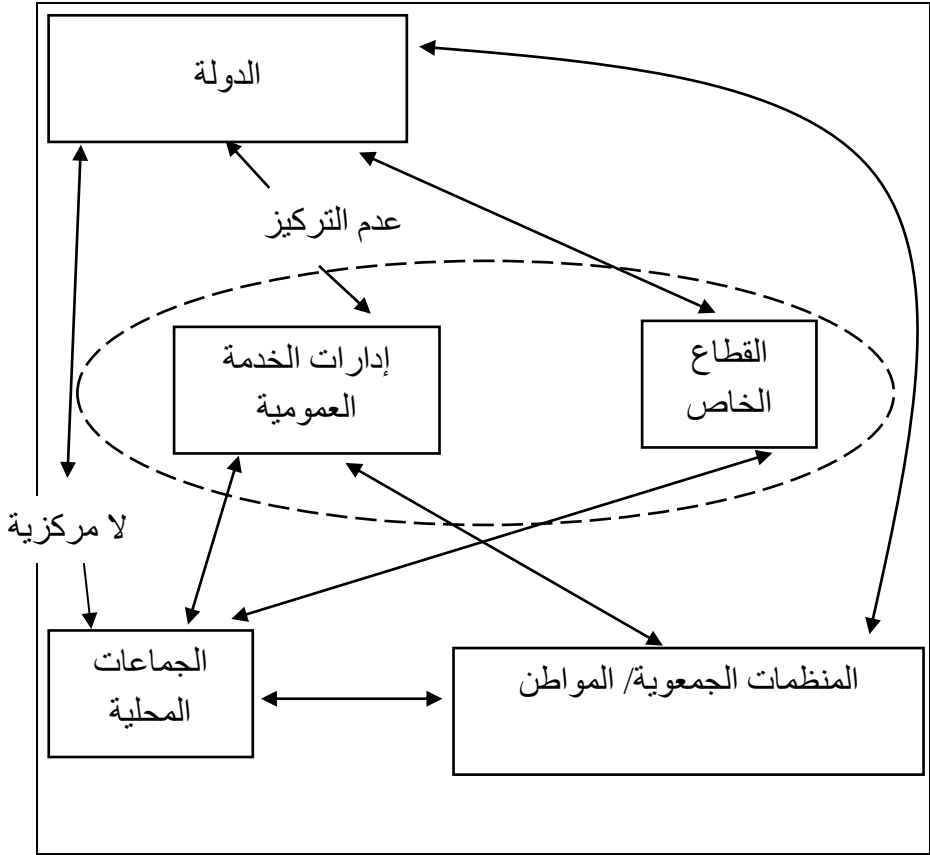 الدولة
عدم التركيز
القطاع
الخاص
إدارات الخدمة
العمومية
لا مركزية
الجماعات
المحلية
المنظمات الجمعوية/ المواطن